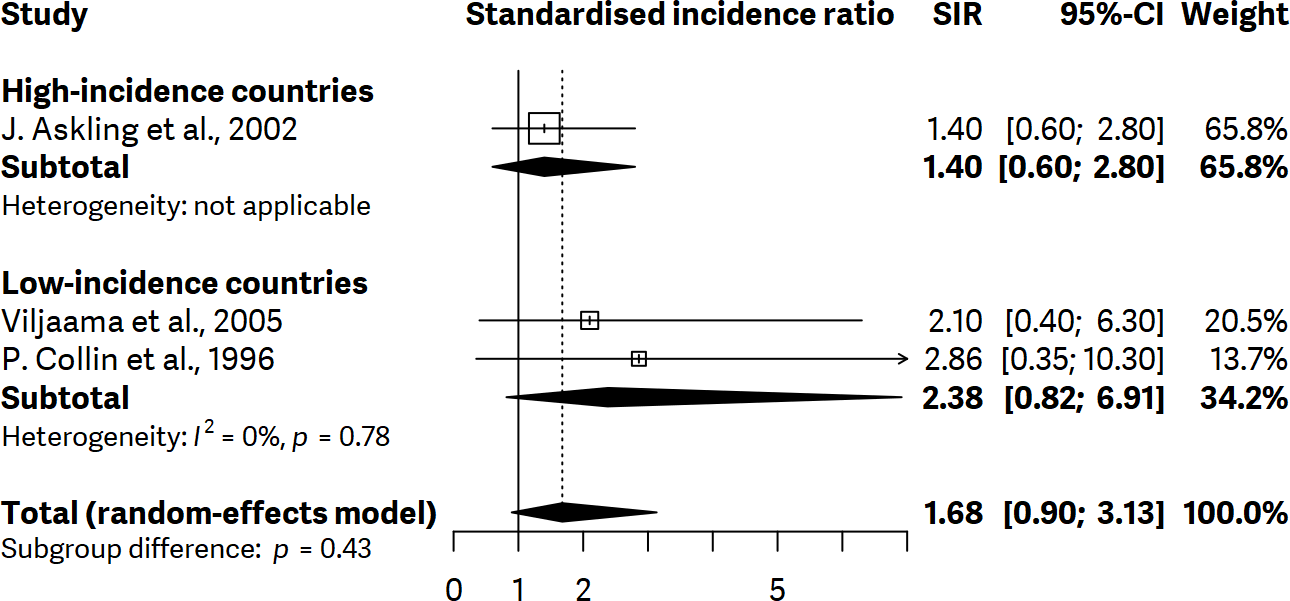 Study Standardised incidence ratio SIR 95%-CI Weight
High-incidence countries
J. Askling et al., 2002 1.40 [0.60; 2.80] 65.8%
Subtotal 1.40 [0.60; 2.80] 65.8%
Heterogeneity: not applicable
Low-incidence countries
Viljaama et al., 2005 2.10 [0.40; 6.30] 20.5%
P. Collin et al., 1996 2.86 [0.35; 10.30] 13.7%
Subtotal 2.38 [0.82; 6.91] 34.2%
Heterogeneity: I² = 0%, p = 0.78
Total (random-effects model) 1.68 [0.90; 3.13] 100.0%
Subgroup difference: p = 0.43
0 1 2 5